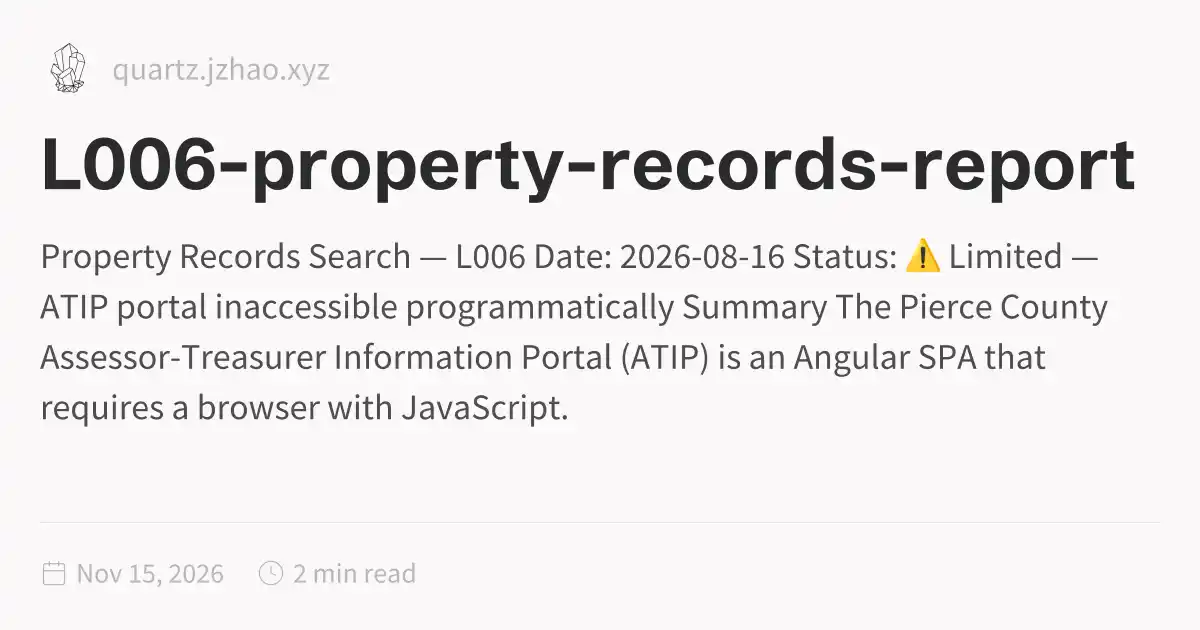 quartz.jzhao.xyz
L006-property-records-report
Property Records Search — L006 Date: 2026-08-16 Status: ⚠️ Limited —
ATIP portal inaccessible programmatically Summary The Pierce County
Assessor-Treasurer Information Portal (ATIP) is an Angular SPA that
requires a browser with JavaScript.
Nov 15, 2026 2 min read